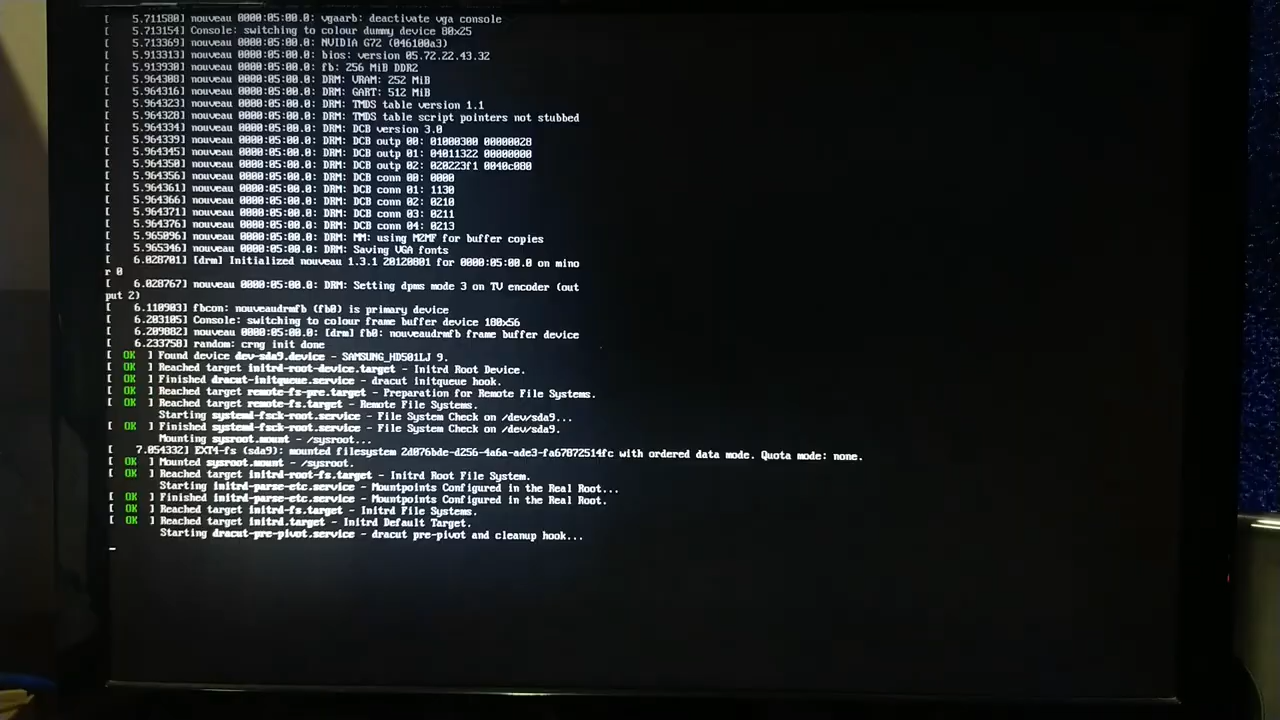 [    5.711580] nouveau 0000:05:00.0: vgaarb: deactivate vga console
[    5.713154] Console: switching to colour dummy device 80x25
[    5.713369] nouveau 0000:05:00.0: NVIDIA G72 (046100a3)
[    5.913313] nouveau 0000:05:00.0: bios: version 05.72.22.43.32
[    5.913930] nouveau 0000:05:00.0: fb: 256 MiB DDR2
[    5.964308] nouveau 0000:05:00.0: DRM: VRAM: 252 MiB
[    5.964316] nouveau 0000:05:00.0: DRM: GART: 512 MiB
[    5.964323] nouveau 0000:05:00.0: DRM: TMDS table version 1.1
[    5.964328] nouveau 0000:05:00.0: DRM: TMDS table script pointers not stubbed
[    5.964334] nouveau 0000:05:00.0: DRM: DCB version 3.0
[    5.964339] nouveau 0000:05:00.0: DRM: DCB outp 00: 01000300 00000028
[    5.964345] nouveau 0000:05:00.0: DRM: DCB outp 01: 04011322 00000000
[    5.964350] nouveau 0000:05:00.0: DRM: DCB outp 02: 020223f1 0040c080
[    5.964356] nouveau 0000:05:00.0: DRM: DCB conn 00: 0000
[    5.964361] nouveau 0000:05:00.0: DRM: DCB conn 01: 1130
[    5.964366] nouveau 0000:05:00.0: DRM: DCB conn 02: 0210
[    5.964371] nouveau 0000:05:00.0: DRM: DCB conn 03: 0211
[    5.964376] nouveau 0000:05:00.0: DRM: DCB conn 04: 0213
[    5.965096] nouveau 0000:05:00.0: DRM: MM: using M2MF for buffer copies
[    5.965346] nouveau 0000:05:00.0: DRM: Saving VGA fonts
[    6.028701] [drm] Initialized nouveau 1.3.1 20120801 for 0000:05:00.0 on mino
r 0
[    6.028767] nouveau 0000:05:00.0: DRM: Setting dpms mode 3 on TV encoder (out
put 2)
[    6.110903] fbcon: nouveaudrmfb (fb0) is primary device
[    6.203105] Console: switching to colour frame buffer device 180x56
[    6.209882] nouveau 0000:05:00.0: [drm] fb0: nouveaudrmfb frame buffer device
[    6.233758] random: crng init done
[  OK  ] Found device dev-sda9.device - SAMSUNG_HD501LJ 9.
[  OK  ] Reached target initrd-root-device.target - Initrd Root Device.
[  OK  ] Finished dracut-initqueue.service - dracut initqueue hook.
[  OK  ] Reached target remote-fs-pre.target - Preparation for Remote File Systems.
[  OK  ] Reached target remote-fs.target - Remote File Systems.
Starting systemd-fsck-root.service - File System Check on /dev/sda9...
[  OK  ] Finished systemd-fsck-root.service - File System Check on /dev/sda9.
Mounting sysroot.mount - /sysroot...
[    7.054332] EXT4-fs (sda9): mounted filesystem 2d076bde-d256-4a6a-ade3-fa67872514fc with ordered data mode. Quota mode: none.
[  OK  ] Mounted sysroot.mount - /sysroot.
[  OK  ] Reached target initrd-root-fs.target - Initrd Root File System.
Starting initrd-parse-etc.service - Mountpoints Configured in the Real Root...
[  OK  ] Finished initrd-parse-etc.service - Mountpoints Configured in the Real Root.
[  OK  ] Reached target initrd-fs.target - Initrd File Systems.
[  OK  ] Reached target initrd.target - Initrd Default Target.
Starting dracut-pre-pivot.service - dracut pre-pivot and cleanup hook...
_